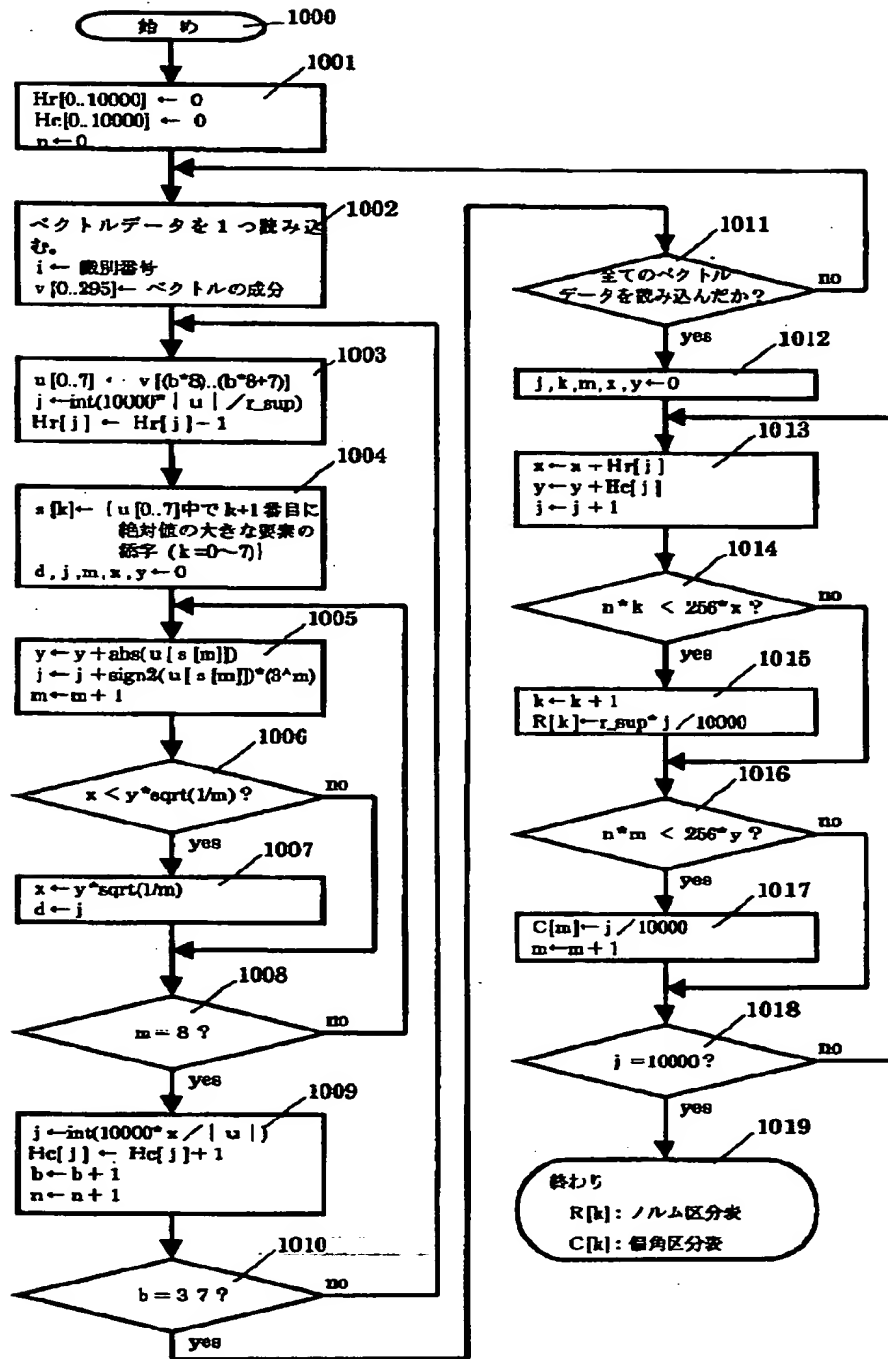 始 め
1000
1001
Hr[0..10000] ← 0
Hc[0..10000] ← 0
n←0
1002
ベクトルデータを1つ読み込
む。
i ← 識別番号
v[0..295]← ベクトルの成分
1003
u[0..7] ← v[(b*8)..(b*8+7)]
j←int(10000*|u|/r_sup)
Hr[j] ← Hr[j]-1
1004
s[k]← {u[0..7]中でk+1番目に
絶対値の大きな要素の
添字 (k=0~7)}
d,j,m,x,y←0
1005
y←y+abs(u[s[m]])
j←j+sign2(u[s[m]])*(3^m)
m←m+1
1006
x < y*sqrt(1/m)?
no
yes
1007
x←y*sqrt(1/m)
d←j
1008
m=8?
no
yes
1009
j←int(10000*x/|u|)
Hc[j] ← Hc[j]+1
b←b+1
n←n+1
1010
b=37?
no
yes
1011
全てのベクトル
データを読み込んだか?
no
yes
1012
j,k,m,x,y←0
1013
x←x+Hr[j]
y←y+Hc[j]
j←j+1
1014
n*k < 256*x?
no
yes
1015
k←k+1
R[k]←r_sup*j/10000
1016
n*m < 256*y?
no
yes
1017
C[m]←j/10000
m←m+1
1018
j=10000?
no
yes
1019
終わり
R[k]:ノルム区分表
C[k]:偏角区分表